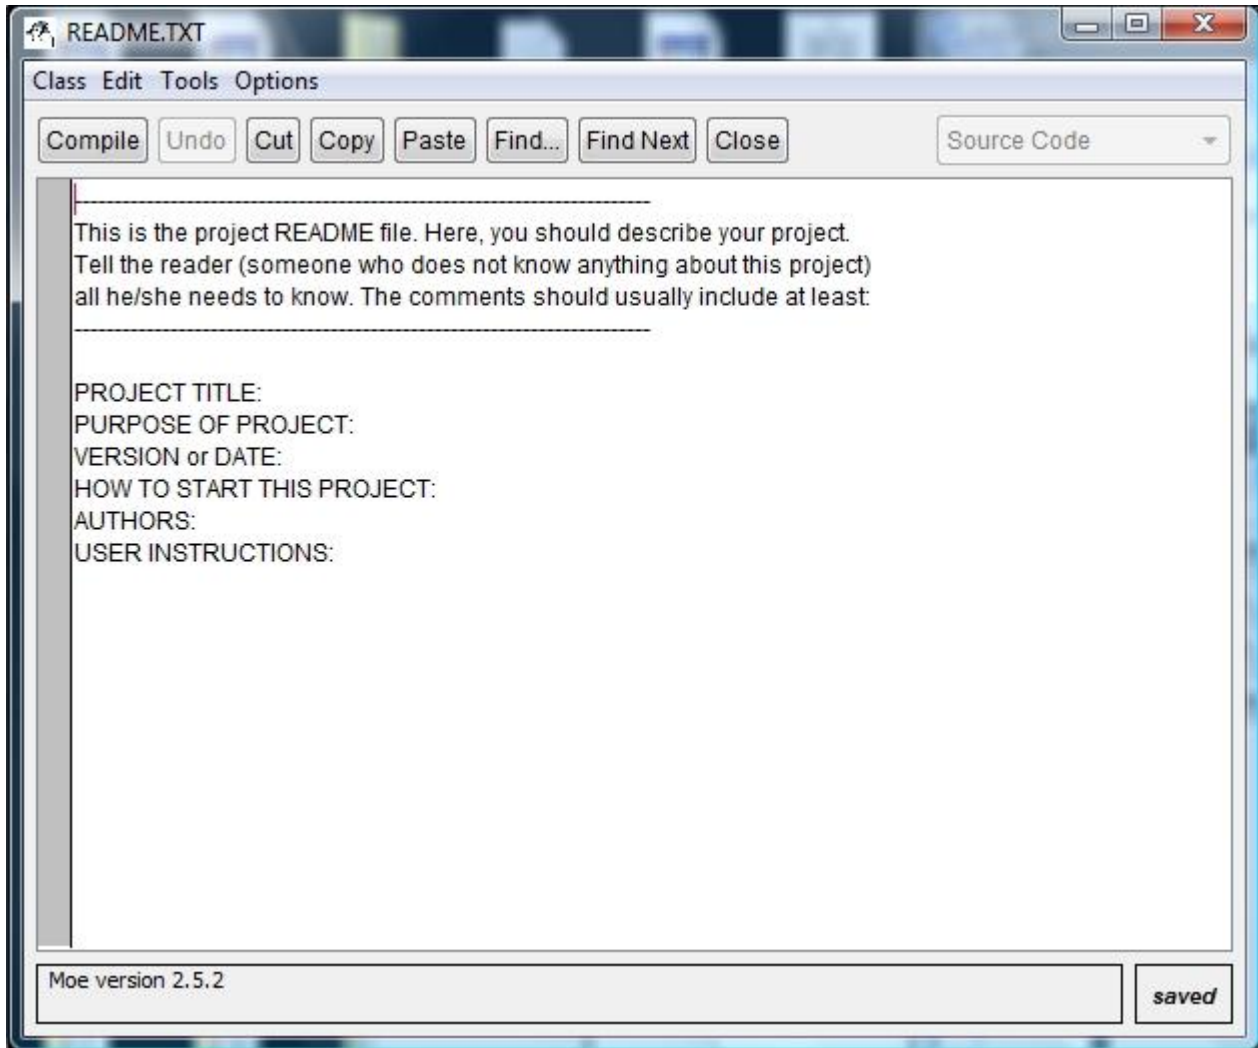 README.TXT
Class Edit Tools Options
Compile Undo Cut Copy Paste Find... Find Next Close Source Code
----------------------------------------------------------------------
This is the project README file. Here, you should describe your project.
Tell the reader (someone who does not know anything about this project)
all he/she needs to know. The comments should usually include at least:
----------------------------------------------------------------------
PROJECT TITLE:
PURPOSE OF PROJECT:
VERSION or DATE:
HOW TO START THIS PROJECT:
AUTHORS:
USER INSTRUCTIONS:
Moe version 2.5.2
saved